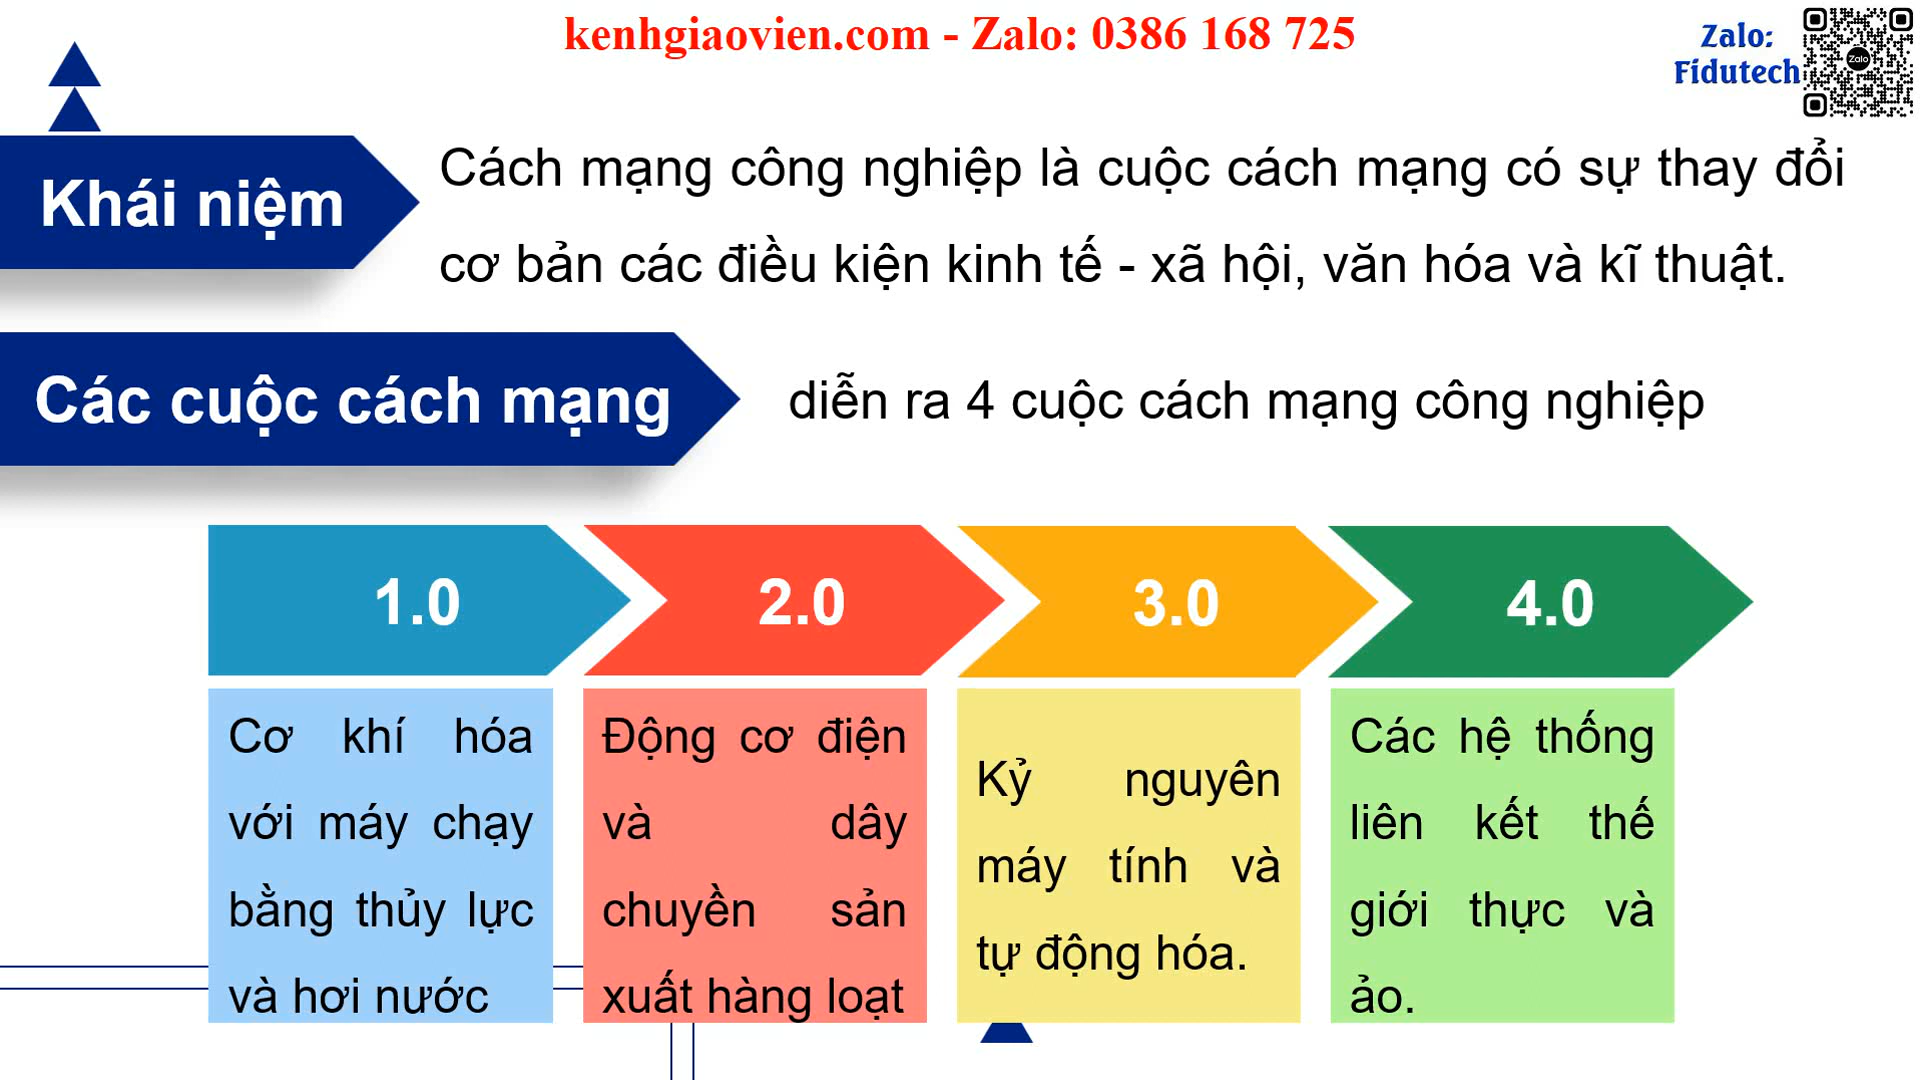 kenhgiaovien.com - Zalo: 0386 168 725
Zalo:
Fidutech
Zalo
Khái niệm
Cách mạng công nghiệp là cuộc cách mạng có sự thay đổi
cơ bản các điều kiện kinh tế - xã hội, văn hóa và kĩ thuật.
Các cuộc cách mạng
diễn ra 4 cuộc cách mạng công nghiệp
1.0
2.0
3.0
4.0
Cơ khí hóa
với máy chạy
bằng thủy lực
và hơi nước
Động cơ điện
và dây
chuyền sản
xuất hàng loạt
Kỷ nguyên
máy tính và
tự động hóa.
Các hệ thống
liên kết thế
giới thực và
ảo.